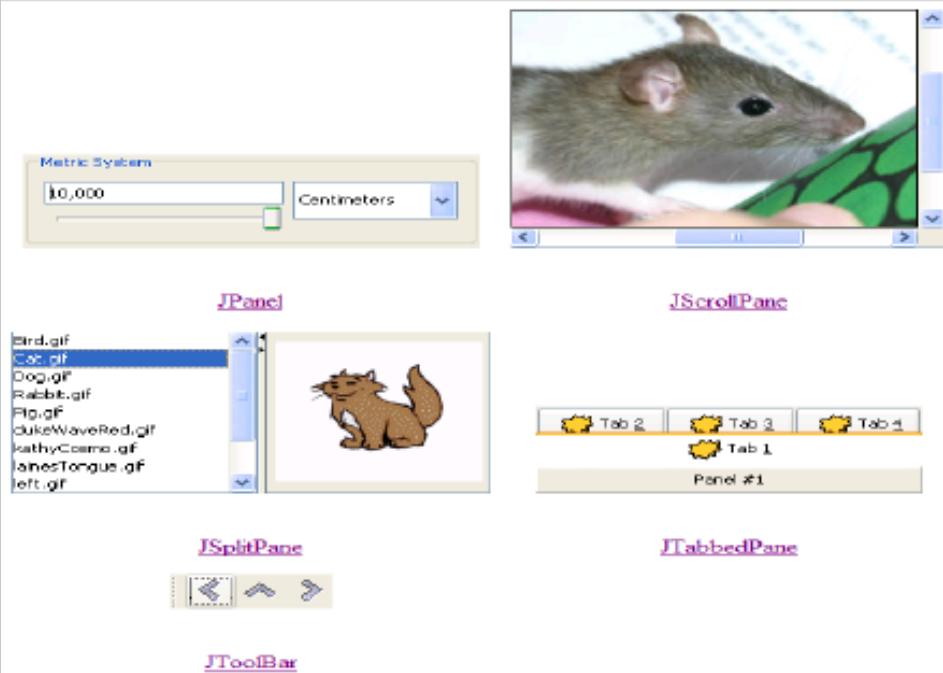 Metric System
10,000
Centimeters
JPanel
JScrollPane
Bird.gif
Cat.gif
Dog.gif
Rabbit.gif
Pig.gif
dukeWaveRed.gif
kathyCosmo.gif
lainesTongue.gif
left.gif
Tab 2
Tab 3
Tab 4
Tab 1
Panel #1
JSplitPane
JTabbedPane
JToolBar